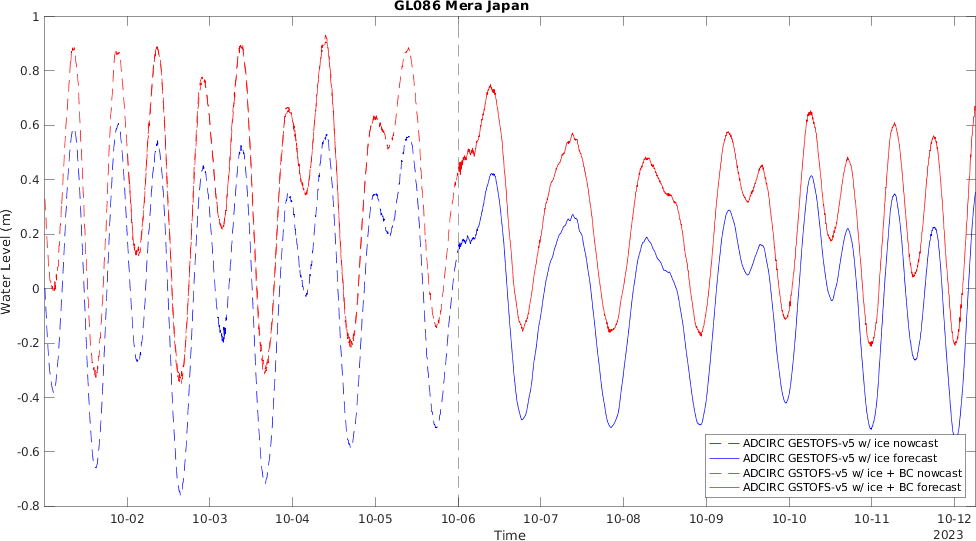 GL086 Mera Japan
Water Level (m)
1
0.8
0.6
0.4
0.2
0
-0.2
-0.4
-0.6
-0.8
ADCIRC GESTOFS-v5 w/ ice nowcast
ADCIRC GESTOFS-v5 w/ ice forecast
ADCIRC GSTOFS-v5 w/ ice + BC nowcast
ADCIRC GSTOFS-v5 w/ ice + BC forecast
10-02 10-03 10-04 10-05 10-06 10-07 10-08 10-09 10-10 10-11 10-12
Time
2023